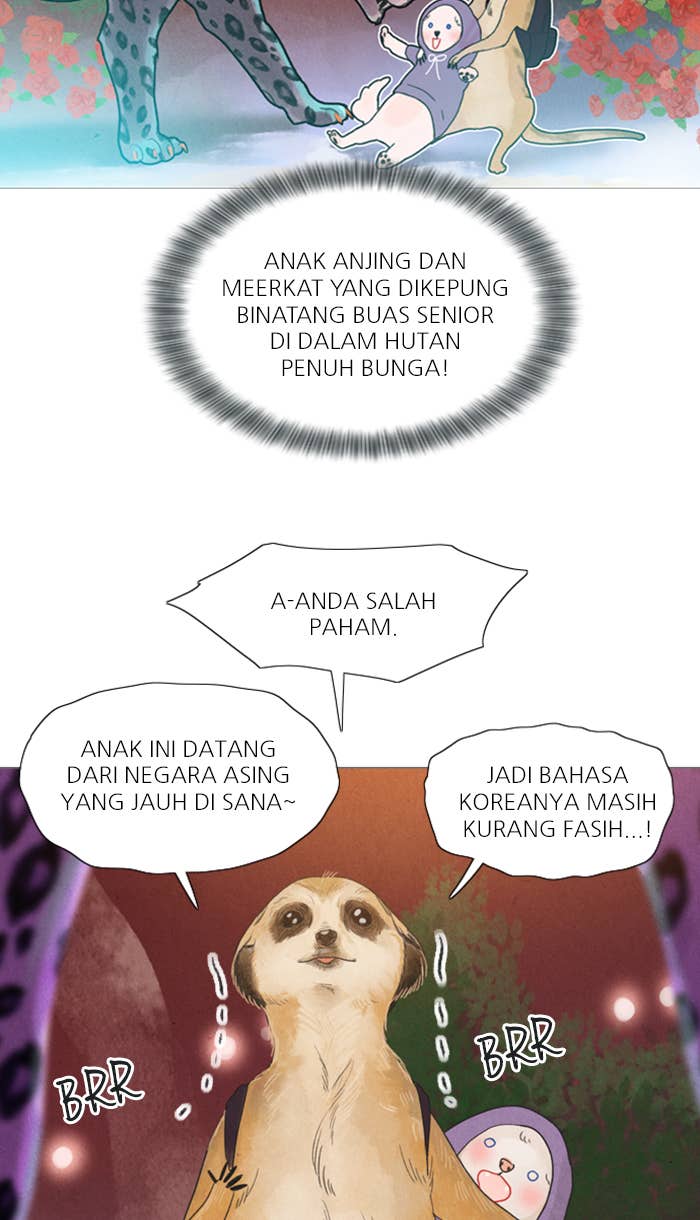 ANAK ANJING DAN
MEERKAT YANG DIKEPUNG
BINATANG BUAS SENIOR
DI DALAM HUTAN
PENUH BUNGA!
A-ANDA SALAH
PAHAM.
ANAK INI DATANG
DARI NEGARA ASING
YANG JAUH DI SANA~
JADI BAHASA
KOREANYA MASIH
KURANG FASIH...!
BRR
BRR